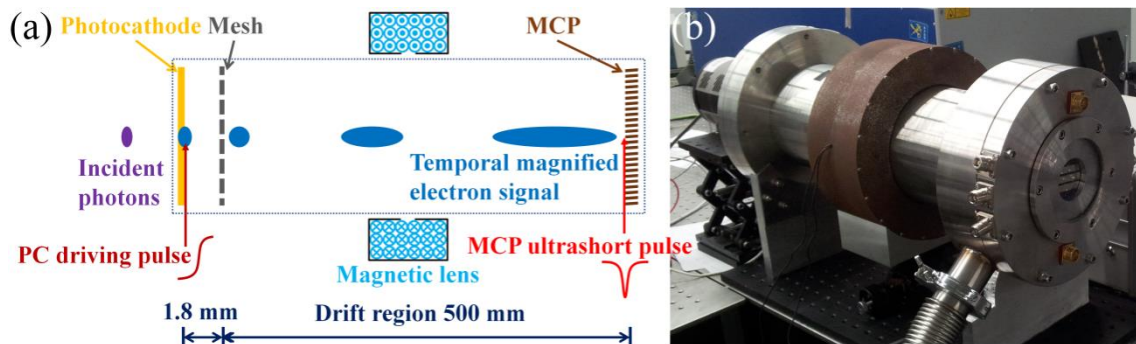 (a)
Photocathode
Mesh
MCP
Incident
photons
Temporal magnified
electron signal
PC driving pulse
MCP ultrashort pulse
Magnetic lens
1.8 mm
Drift region 500 mm
(b)